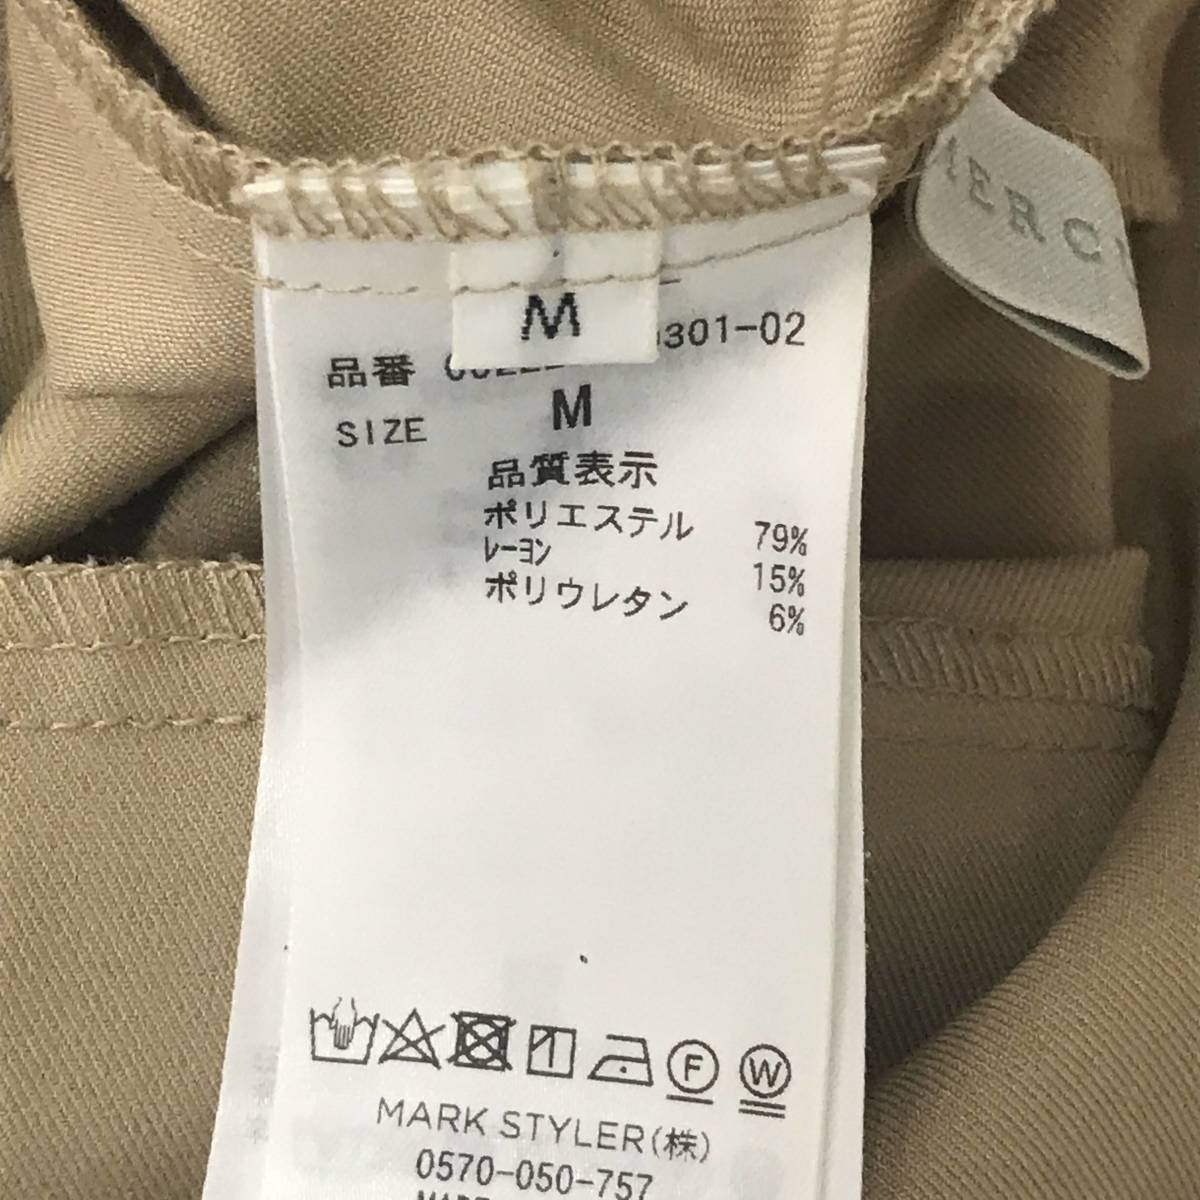 M
品番 301-02
SIZE M
品質表示
ポリエステル 79%
レーヨン 15%
ポリウレタン 6%
F W
MARK STYLER(株)
0570-050-757